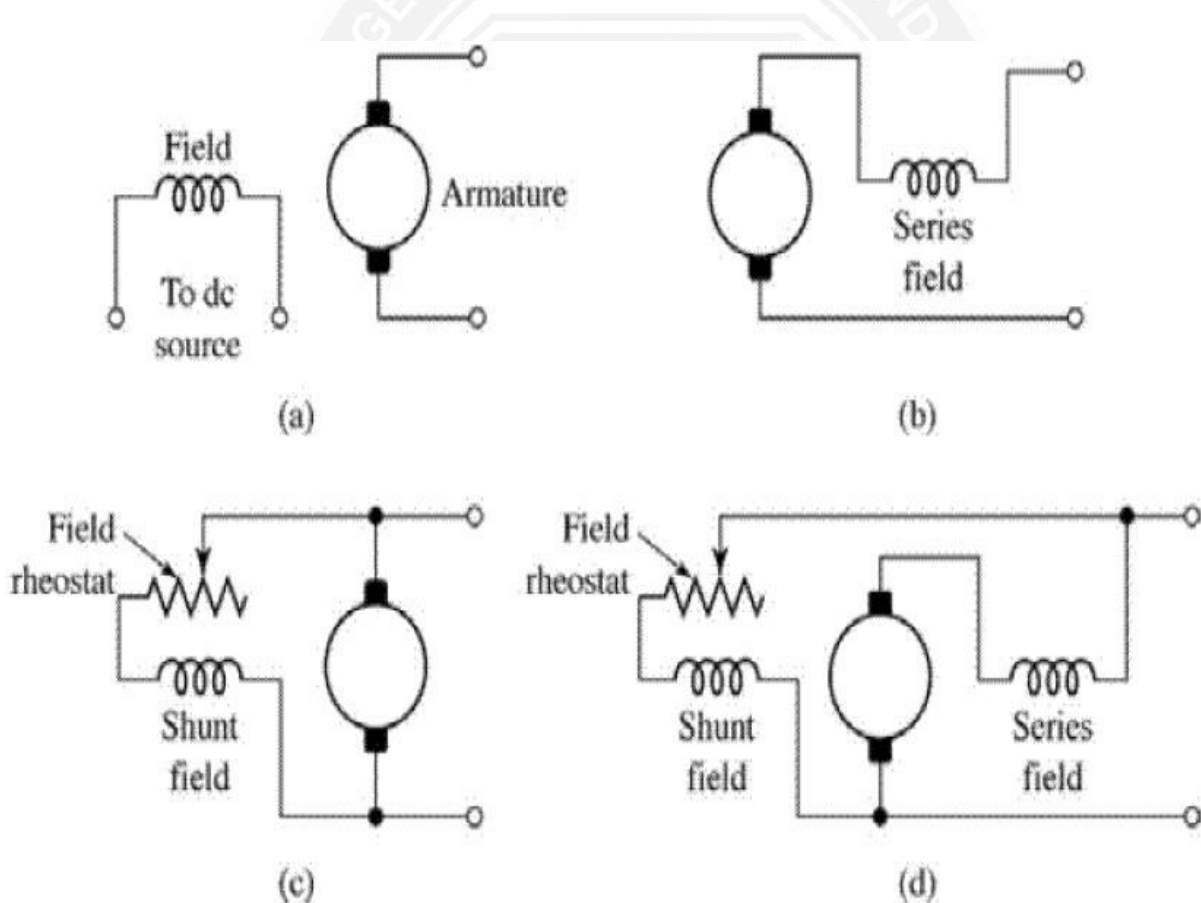 Field
Armature
To dc
source
(a)
Series
field
(b)
Field
rheostat
Shunt
field
(c)
Field
rheostat
Shunt
field
Series
field
(d)